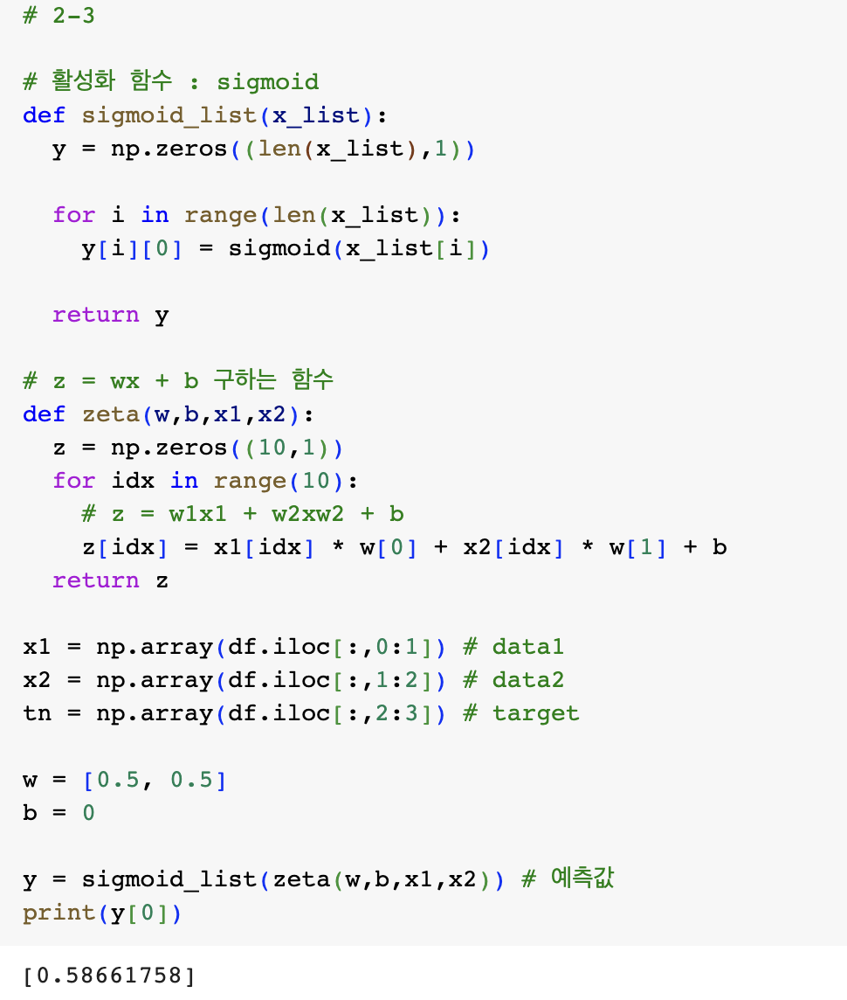 # 2-3
# 활성화 함수 : sigmoid
def sigmoid_list(x_list):
  y = np.zeros((len(x_list),1))
  for i in range(len(x_list)):
    y[i][0] = sigmoid(x_list[i])
  return y
# z = wx + b 구하는 함수
def zeta(w,b,x1,x2):
  z = np.zeros((10,1))
  for idx in range(10):
    # z = w1x1 + w2xw2 + b
    z[idx] = x1[idx] * w[0] + x2[idx] * w[1] + b
  return z
x1 = np.array(df.iloc[:,0:1]) # data1
x2 = np.array(df.iloc[:,1:2]) # data2
tn = np.array(df.iloc[:,2:3]) # target
w = [0.5, 0.5]
b = 0
y = sigmoid_list(zeta(w,b,x1,x2)) # 예측값
print(y[0])
[0.58661758]